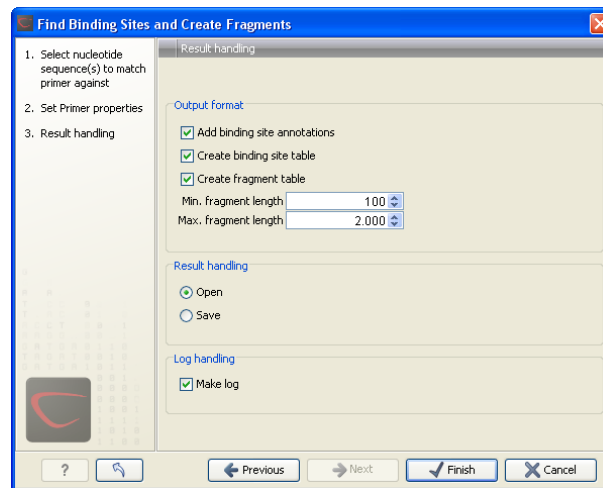 Find Binding Sites and Create Fragments
1. Select nucleotide
sequence(s) to match
primer against
2. Set Primer properties
3. Result handling
Result handling
Output format
Add binding site annotations
Create binding site table
Create fragment table
Min. fragment length 100
Max. fragment length 2.000
Result handling
Open
Save
Log handling
Make log
? Previous Next Finish Cancel